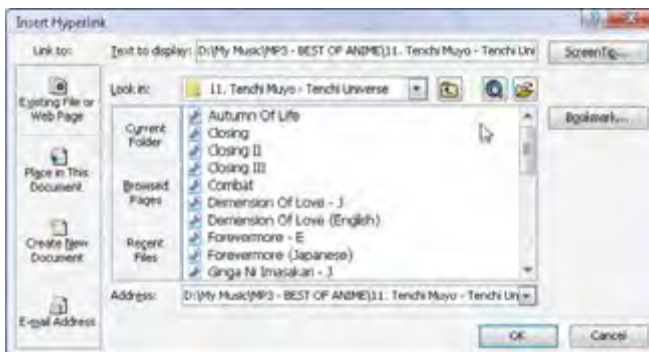 Insert Hyperlink
Link to:
Text to display: D:\My Music\MP3 - BEST OF ANIME\11. Tenchi Muyo - Tenchi Uni
ScreenTip...
Existing File or
Web Page
Look in:
11. Tenchi Muyo - Tenchi Universe
Bookmark...
Place in This
Document
Create New
Document
E-mail Address
Current
Folder
Browsed
Pages
Recent
Files
Autumn Of Life
Closing
Closing II
Closing III
Combat
Demension Of Love - J
Demension Of Love (English)
Forevermore - E
Forevermore (Japanese)
Ginga Ni Imasakari - J
Address: D:\My Music\MP3 - BEST OF ANIME\11. Tenchi Muyo - Tenchi Un
OK
Cancel